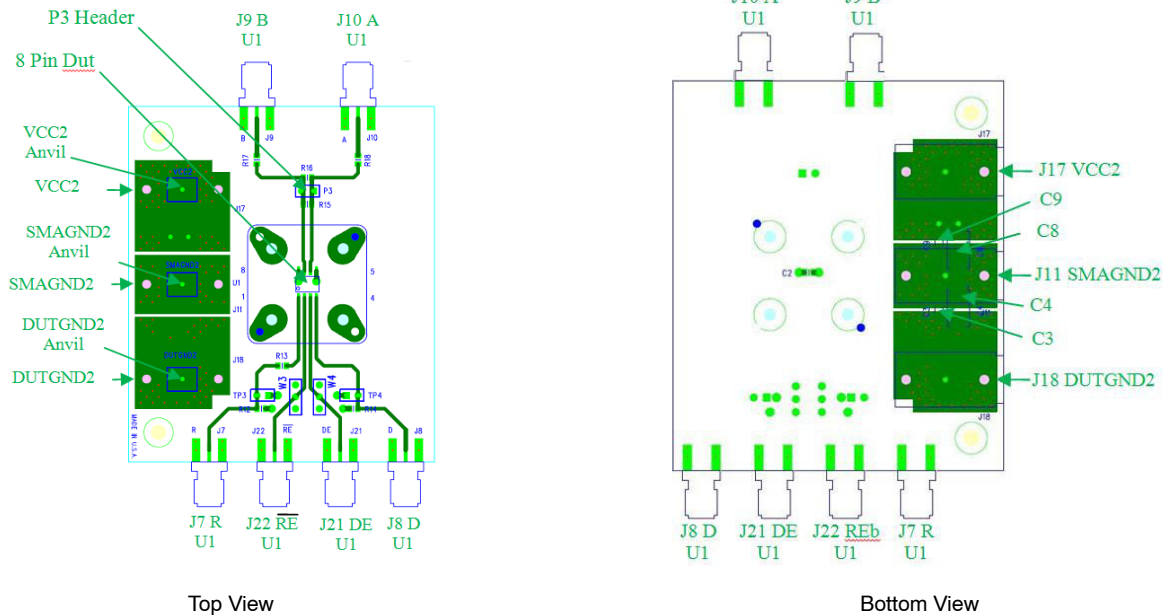 P3 Header
J9 B
U1
J10 A
U1
8 Pin Dut
B
J9
A
J10
R17
R18
R16
P3
R15
VCC2
Anvil
VCC2
VCC2
J17
SMAGND2
Anvil
SMAGND2
SMAGND2
U1
J11
8
5
1
4
DUTGND2
Anvil
DUTGND2
DUTGND2
J18
R13
W3
W4
TP3
TP4
R12
R14
MADE IN U.S.A.
R
J7
J22
RE
DE
J21
D
J8
J7 R
U1
J22 RE
U1
J21 DE
U1
J8 D
U1
Top View
J10 A
U1
J9 B
U1
J17
J17 VCC2
C9
C8
J11 SMAGND2
C2
C4
C3
J11
J18 DUTGND2
J18
J8 D
U1
J21 DE
U1
J22 REb
U1
J7 R
U1
Bottom View